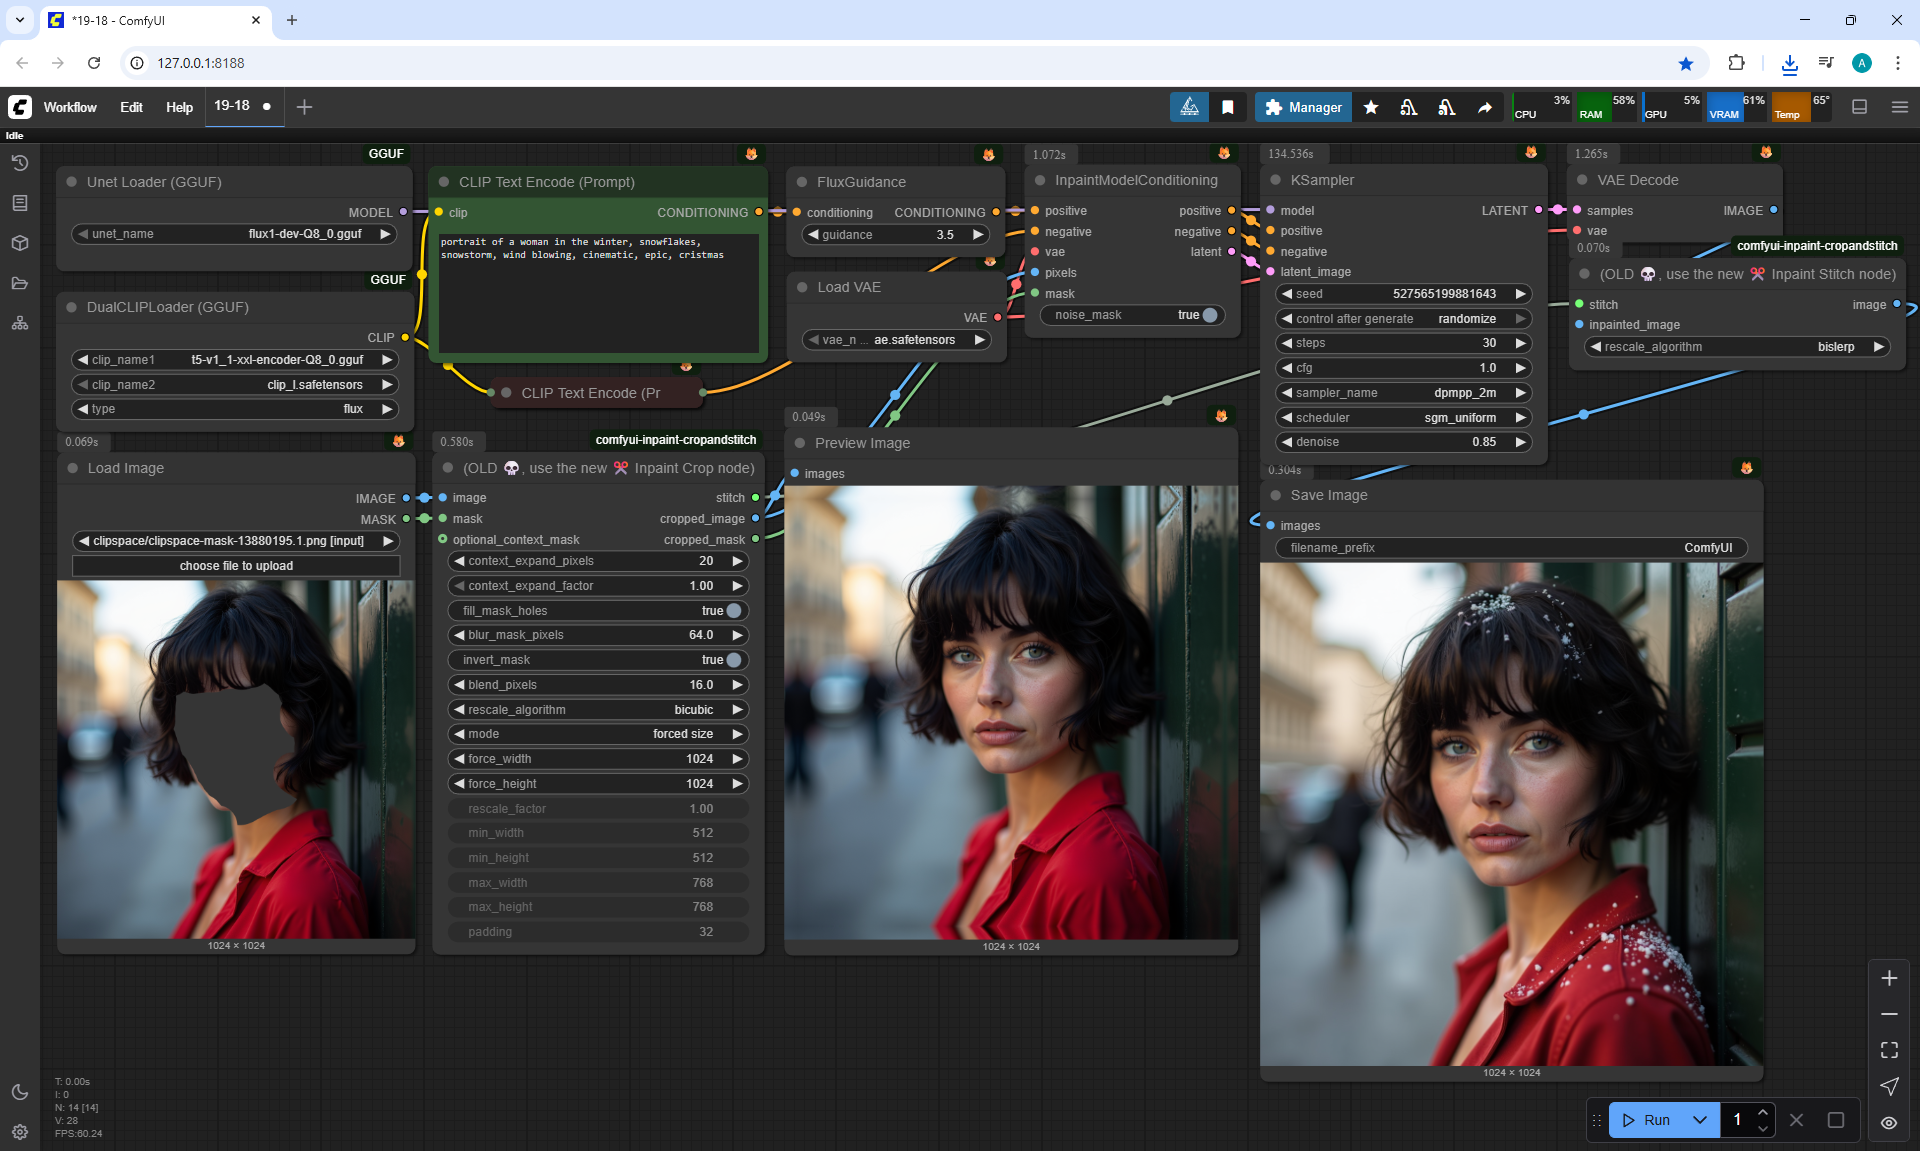 *19-18 - ComfyUI
127.0.0.1:8188
A
Workflow Edit Help 19-18
Manager
CPU 3% RAM 58% GPU 5% VRAM 61% Temp 65°
Idle
GGUF
Unet Loader (GGUF)
MODEL
unet_name flux1-dev-Q8_0.gguf
GGUF
DualCLIPLoader (GGUF)
CLIP
clip_name1 t5-v1_1-xxl-encoder-Q8_0.gguf
clip_name2 clip_l.safetensors
type flux
CLIP Text Encode (Prompt)
clip CONDITIONING
portrait of a woman in the winter, snowflakes,
snowstorm, wind blowing, cinematic, epic, cristmas
CLIP Text Encode (Pr
FluxGuidance
conditioning CONDITIONING
guidance 3.5
Load VAE
VAE
vae_n ... ae.safetensors
1.072s
InpaintModelConditioning
positive positive
negative negative
vae latent
pixels
mask
noise_mask true
134.536s
KSampler
model LATENT
positive
negative
latent_image
seed 527565199881643
control after generate randomize
steps 30
cfg 1.0
sampler_name dpmpp_2m
scheduler sgm_uniform
denoise 0.85
1.265s
VAE Decode
samples IMAGE
vae
0.070s
comfyui-inpaint-cropandstitch
(OLD 💀, use the new ✂️ Inpaint Stitch node)
stitch image
inpainted_image
rescale_algorithm bislerp
0.069s
Load Image
IMAGE
MASK
clipspace/clipspace-mask-13880195.1.png [input]
choose file to upload
1024 × 1024
0.580s
comfyui-inpaint-cropandstitch
(OLD 💀, use the new ✂️ Inpaint Crop node)
image stitch
mask cropped_image
optional_context_mask cropped_mask
context_expand_pixels 20
context_expand_factor 1.00
fill_mask_holes true
blur_mask_pixels 64.0
invert_mask true
blend_pixels 16.0
rescale_algorithm bicubic
mode forced size
force_width 1024
force_height 1024
rescale_factor 1.00
min_width 512
min_height 512
max_width 768
max_height 768
padding 32
0.049s
Preview Image
images
1024 × 1024
0.304s
Save Image
images
filename_prefix ComfyUI
1024 × 1024
T: 0.00s
I: 0
N: 14 [14]
V: 28
FPS:60.24
Run 1